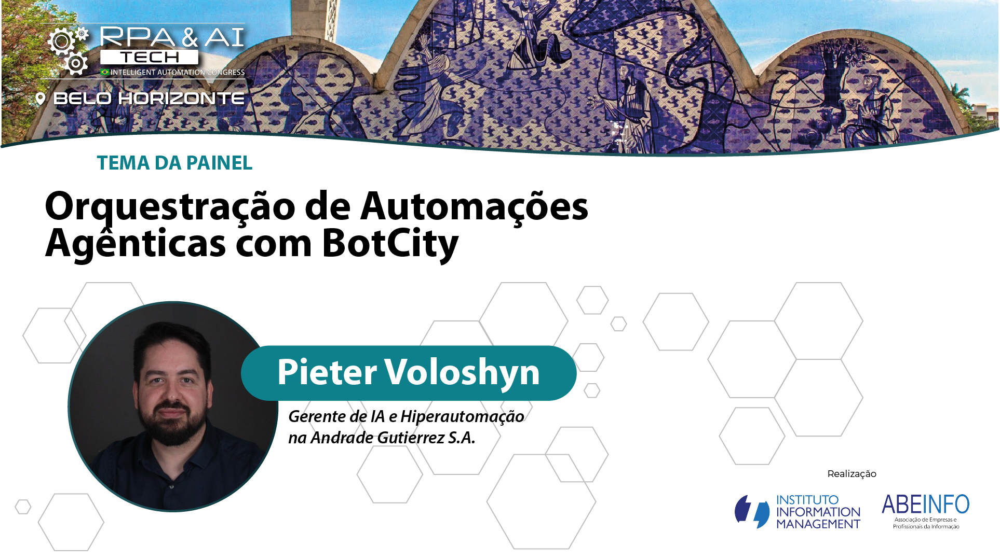 RPA & AI
TECH
INTELLIGENT AUTOMATION CONGRESS
BELO HORIZONTE
TEMA DA PAINEL
Orquestração de Automações
Agênticas com BotCity
Pieter Voloshyn
Gerente de IA e Hiperautomação
na Andrade Gutierrez S.A.
Realização
INSTITUTO
INFORMATION
MANAGEMENT
ABEINFO
Associação de Empresas e
Profissionais da Informação